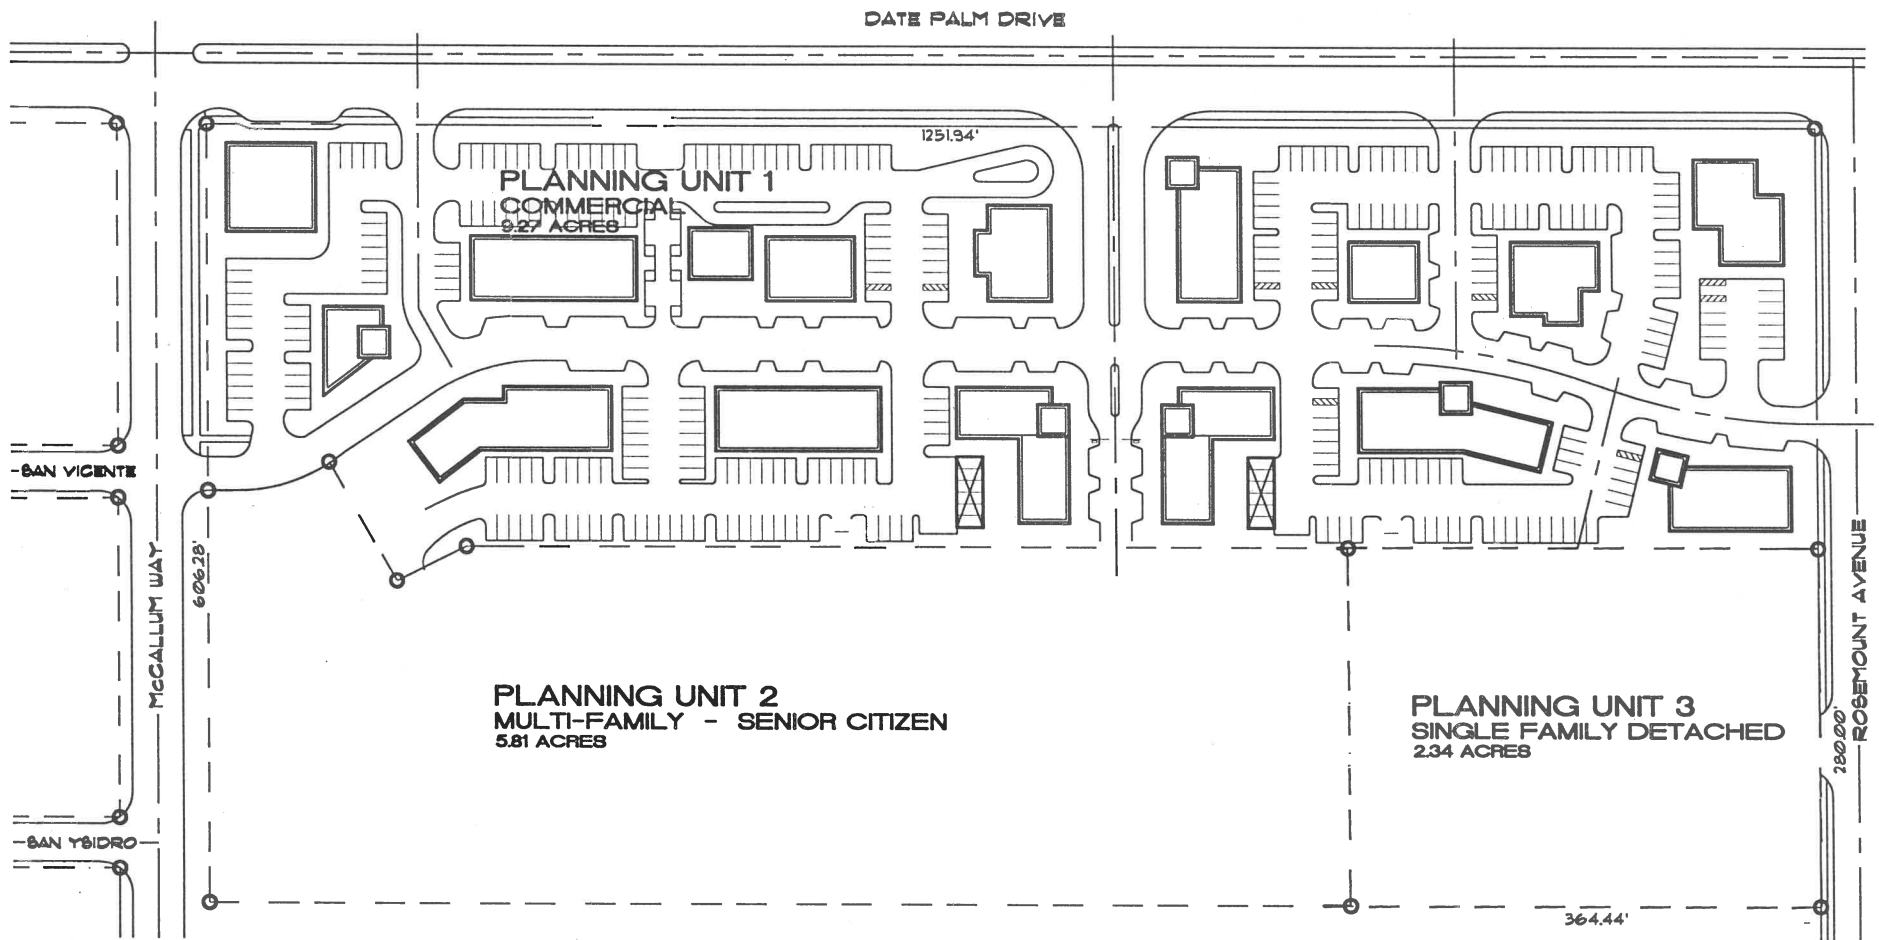 DATE PALM DRIVE
1251.94'
PLANNING UNIT 1
COMMERCIAL
9.27 ACRES
SAN VICENTE
MCCALLUM WAY
606.28'
PLANNING UNIT 2
MULTI-FAMILY - SENIOR CITIZEN
5.81 ACRES
PLANNING UNIT 3
SINGLE FAMILY DETACHED
2.34 ACRES
280.00'
ROSEMOUNT AVENUE
SAN YSIDRO
364.44'